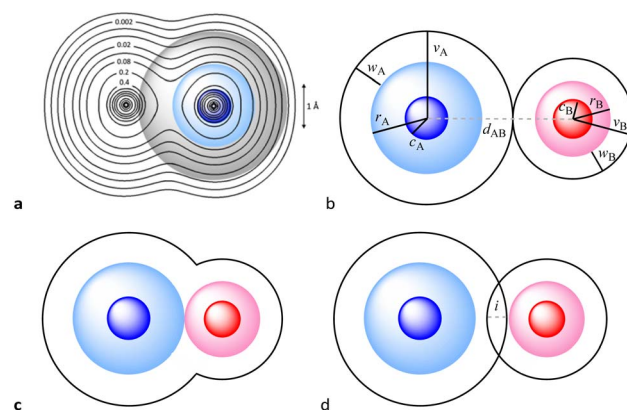 0.002
0.02
0.08
0.2
0.4
1 Å
a
v_A
w_A
r_A
c_A
d_AB
c_B
r_B
v_B
w_B
b
c
i
d